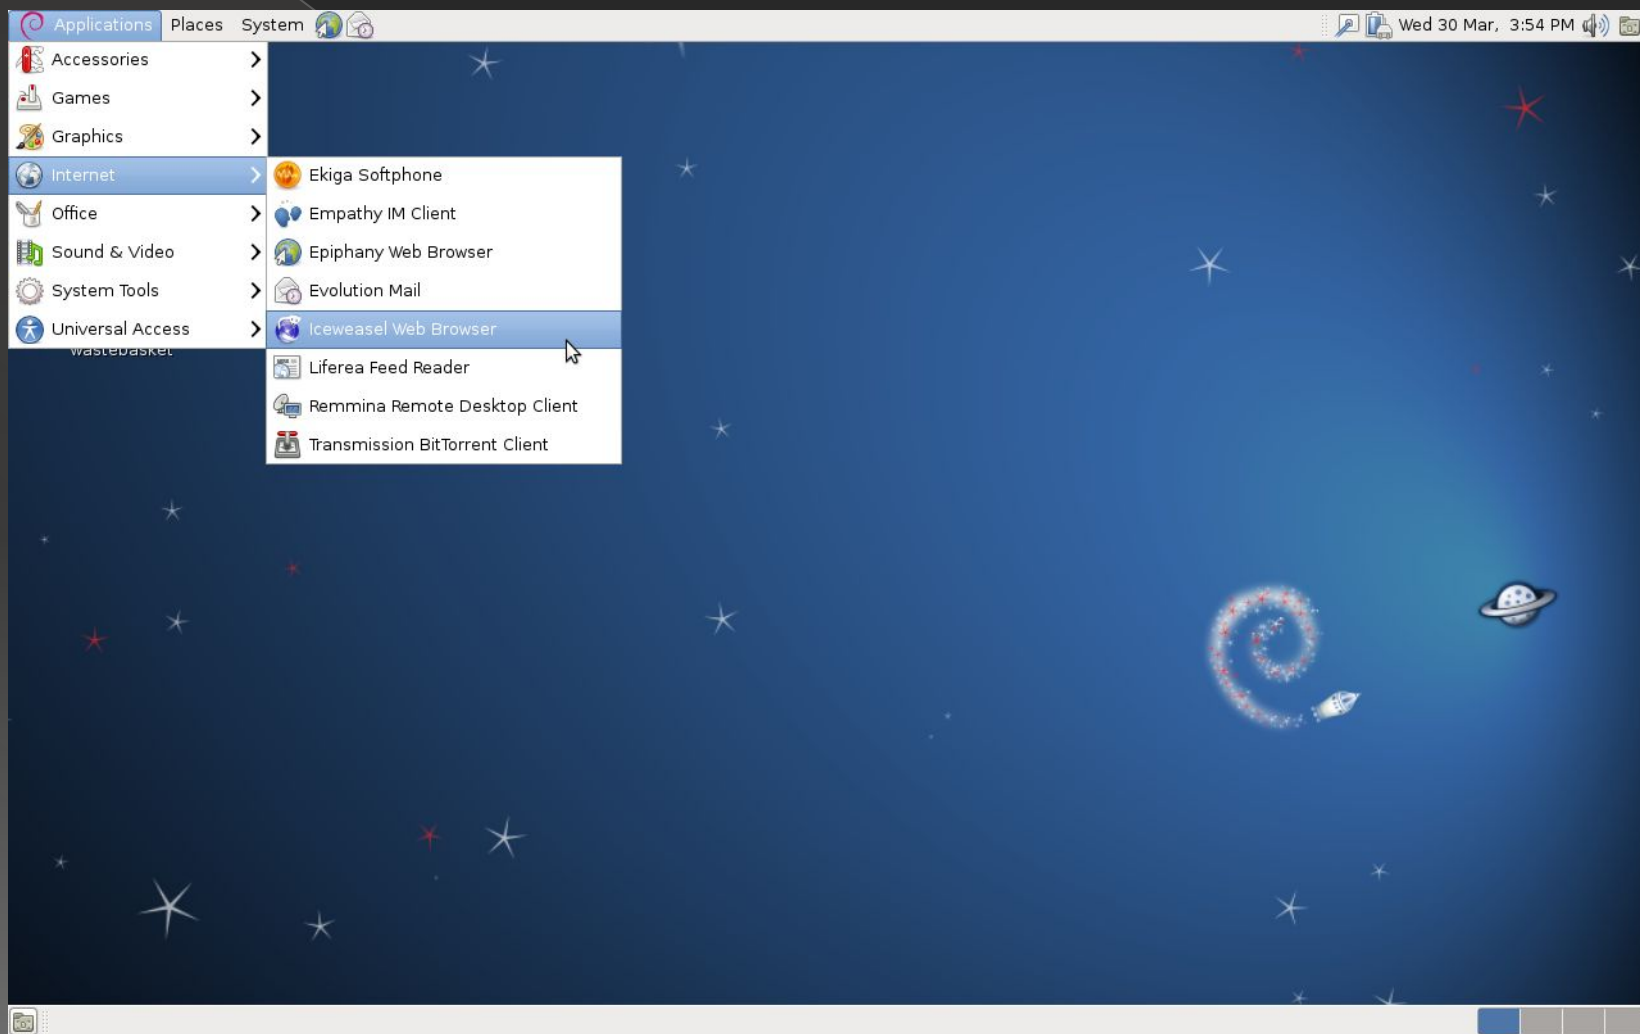 Applications Places System Wed 30 Mar, 3:54 PM
Accessories
Games
Graphics
Internet
Office
Sound & Video
System Tools
Universal Access
wastebasket
Ekiga Softphone
Empathy IM Client
Epiphany Web Browser
Evolution Mail
Iceweasel Web Browser
Liferea Feed Reader
Remmina Remote Desktop Client
Transmission BitTorrent Client